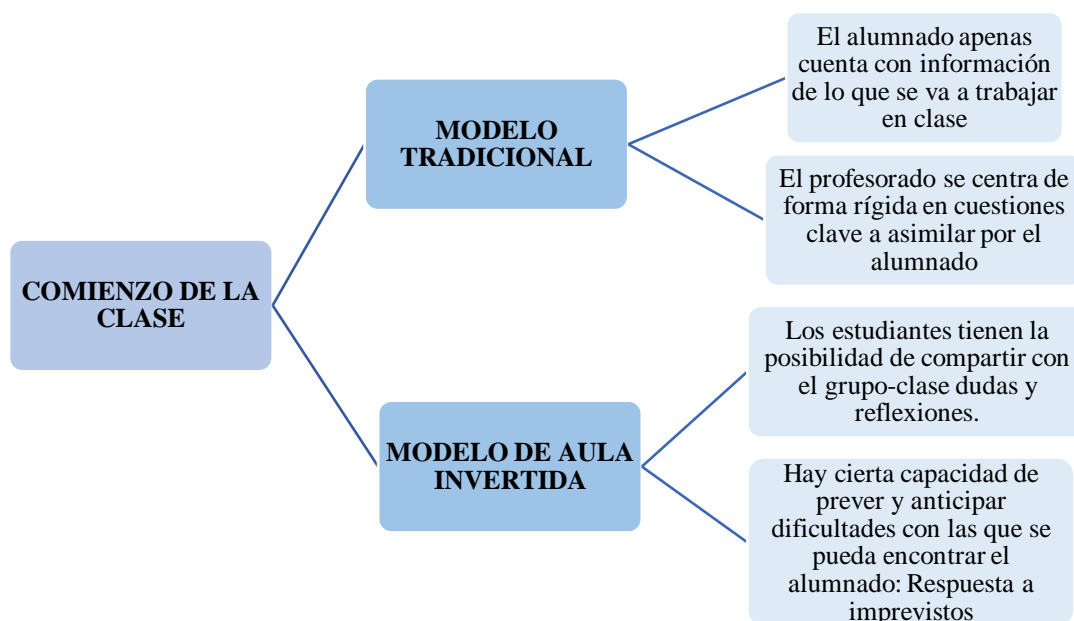 El alumnado apenas
cuenta con información
de lo que se va a trabajar
en clase
MODELO
TRADICIONAL
El profesorado se centra de
forma rígida en cuestiones
clave a asimilar por el
alumnado
COMIENZO DE LA
CLASE
Los estudiantes tienen la
posibilidad de compartir con
el grupo-clase dudas y
reflexiones.
MODELO DE AULA
INVERTIDA
Hay cierta capacidad de
prever y anticipar
dificultades con las que se
pueda encontrar el
alumnado: Respuesta a
imprevistos